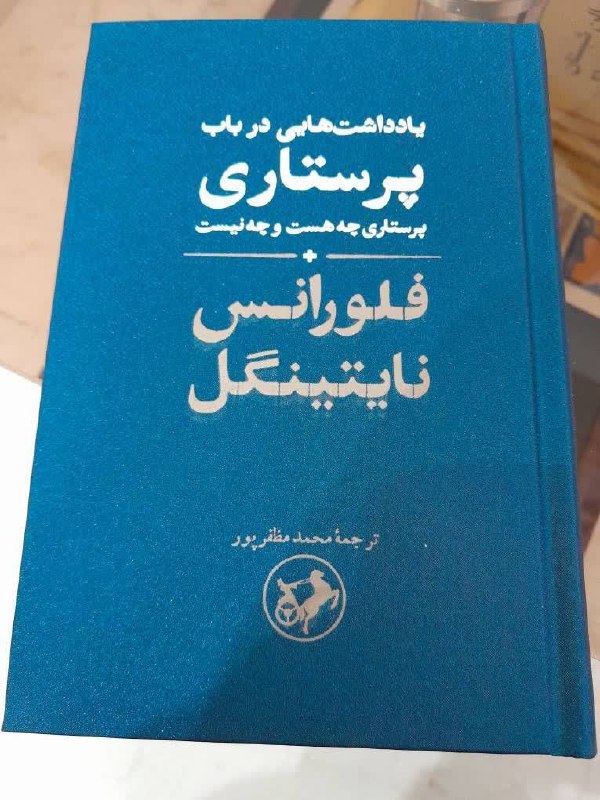 یادداشت‌هایی در باب
پرستاری
پرستاری چه هست و چه نیست
فلورانس
نایتینگل
ترجمهٔ محمد مظفرپور